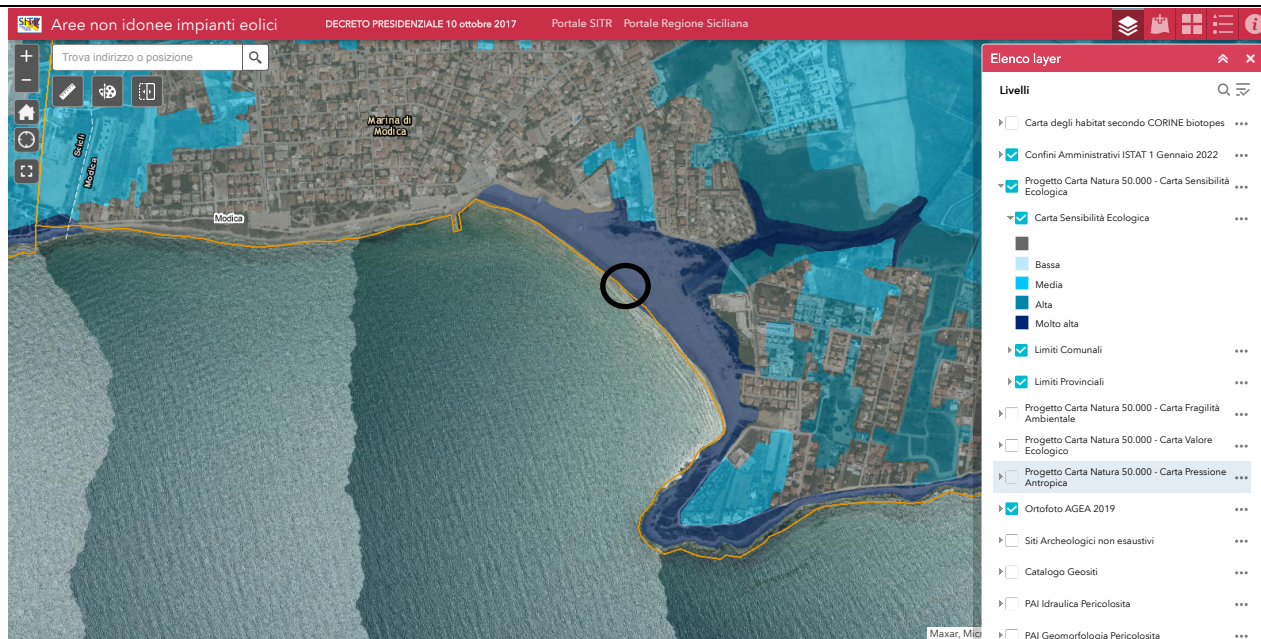 SITR Aree non idonee impianti eolici DECRETO PRESIDENZIALE 10 ottobre 2017 Portale SITR Portale Regione Siciliana
Trova indirizzo o posizione
Marina di
Modica
Scicli
Modica
Modica
Elenco layer
Livelli
Carta degli habitat secondo CORINE biotopes
Confini Amministrativi ISTAT 1 Gennaio 2022
Progetto Carta Natura 50.000 - Carta Sensibilità
Ecologica
Carta Sensibilità Ecologica
Bassa
Media
Alta
Molto alta
Limiti Comunali
Limiti Provinciali
Progetto Carta Natura 50.000 - Carta Fragilità
Ambientale
Progetto Carta Natura 50.000 - Carta Valore
Ecologico
Progetto Carta Natura 50.000 - Carta Pressione
Antropica
Ortofoto AGEA 2019
Siti Archeologici non esaustivi
Catalogo Geositi
PAI Idraulica Pericolosita
PAI Geomorfologia Pericolosita
Maxar, Mic